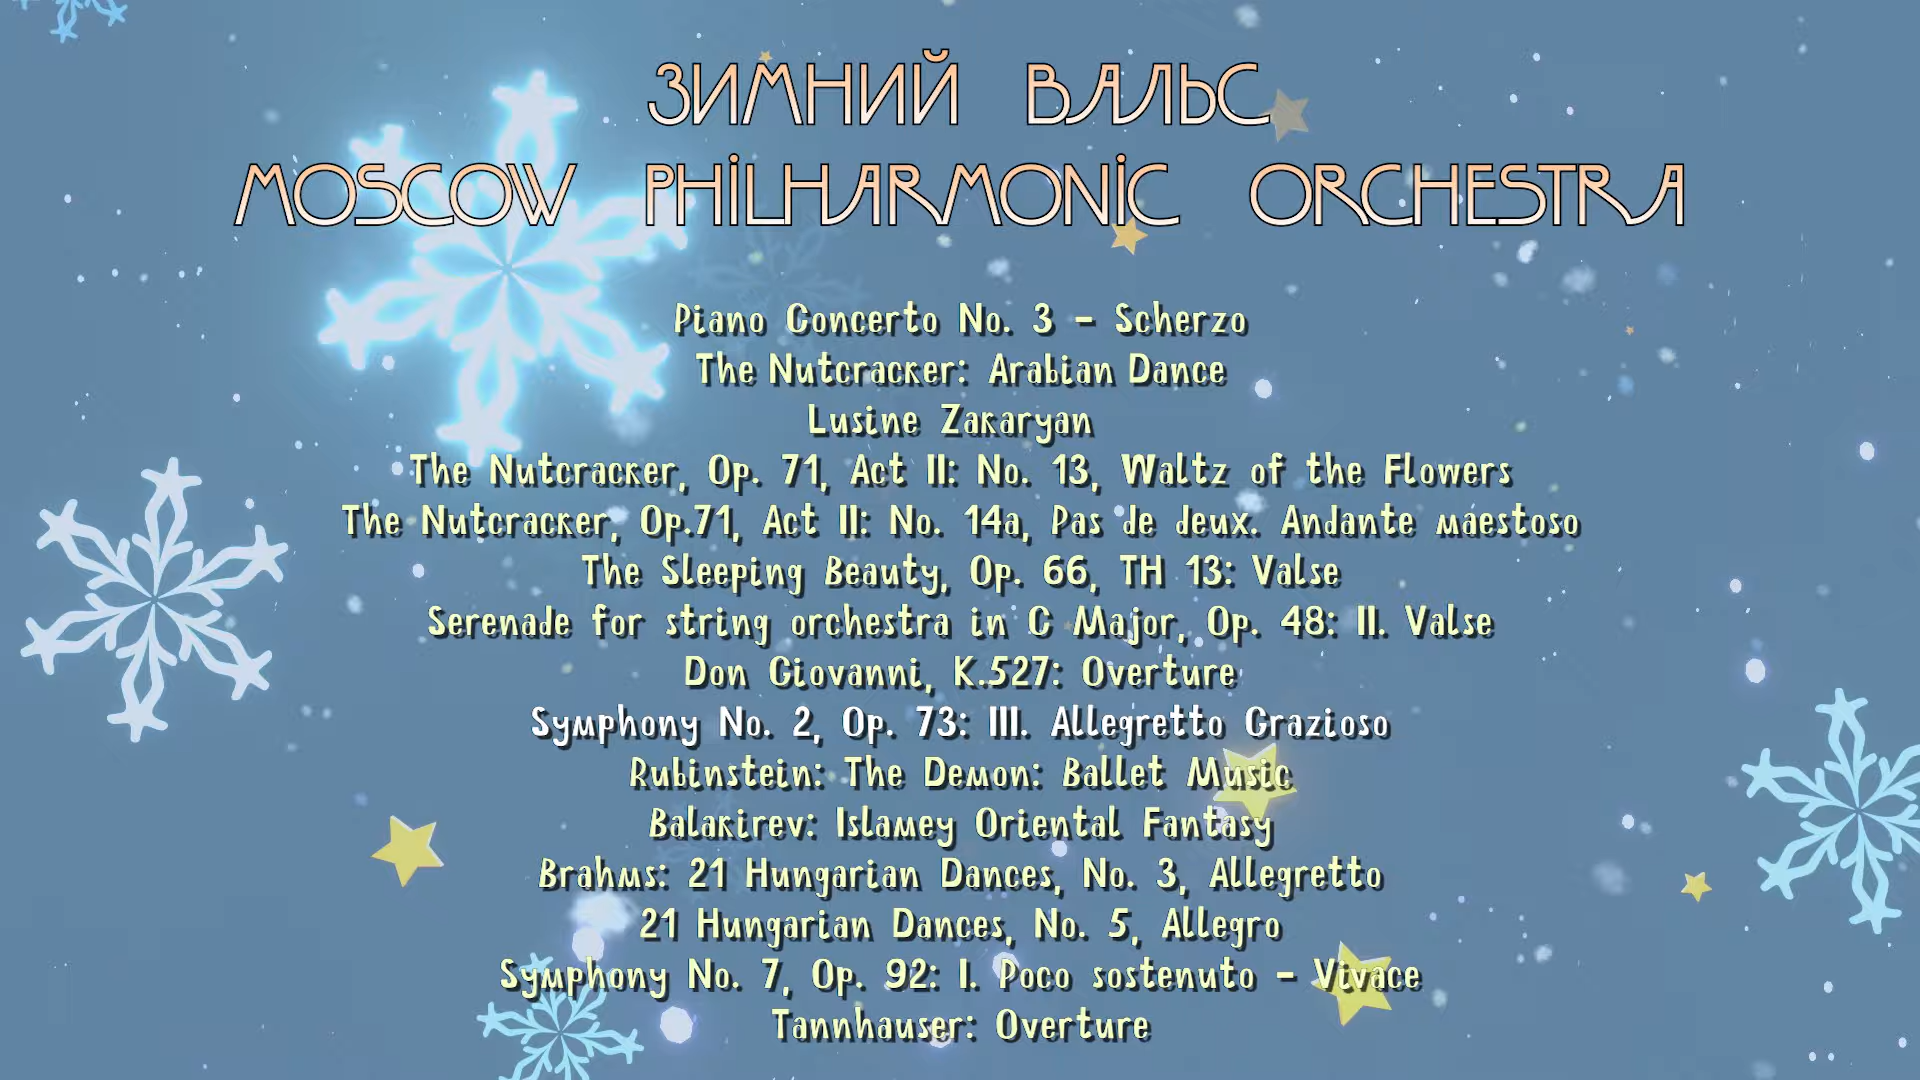 ЗИМНИЙ ВАЛЬС
MOSCOW PHILHARMONIC ORCHESTRA
Piano Concerto No. 3 - Scherzo
The Nutcracker: Arabian Dance
Lusine Zakaryan
The Nutcracker, Op. 71, Act II: No. 13, Waltz of the Flowers
The Nutcracker, Op.71, Act II: No. 14a, Pas de deux. Andante maestoso
The Sleeping Beauty, Op. 66, TH 13: Valse
Serenade for string orchestra in C Major, Op. 48: II. Valse
Don Giovanni, K.527: Overture
Symphony No. 2, Op. 73: III. Allegretto Grazioso
Rubinstein: The Demon: Ballet Music
Balakirev: Islamey Oriental Fantasy
Brahms: 21 Hungarian Dances, No. 3, Allegretto
21 Hungarian Dances, No. 5, Allegro
Symphony No. 7, Op. 92: I. Poco sostenuto - Vivace
Tannhauser: Overture